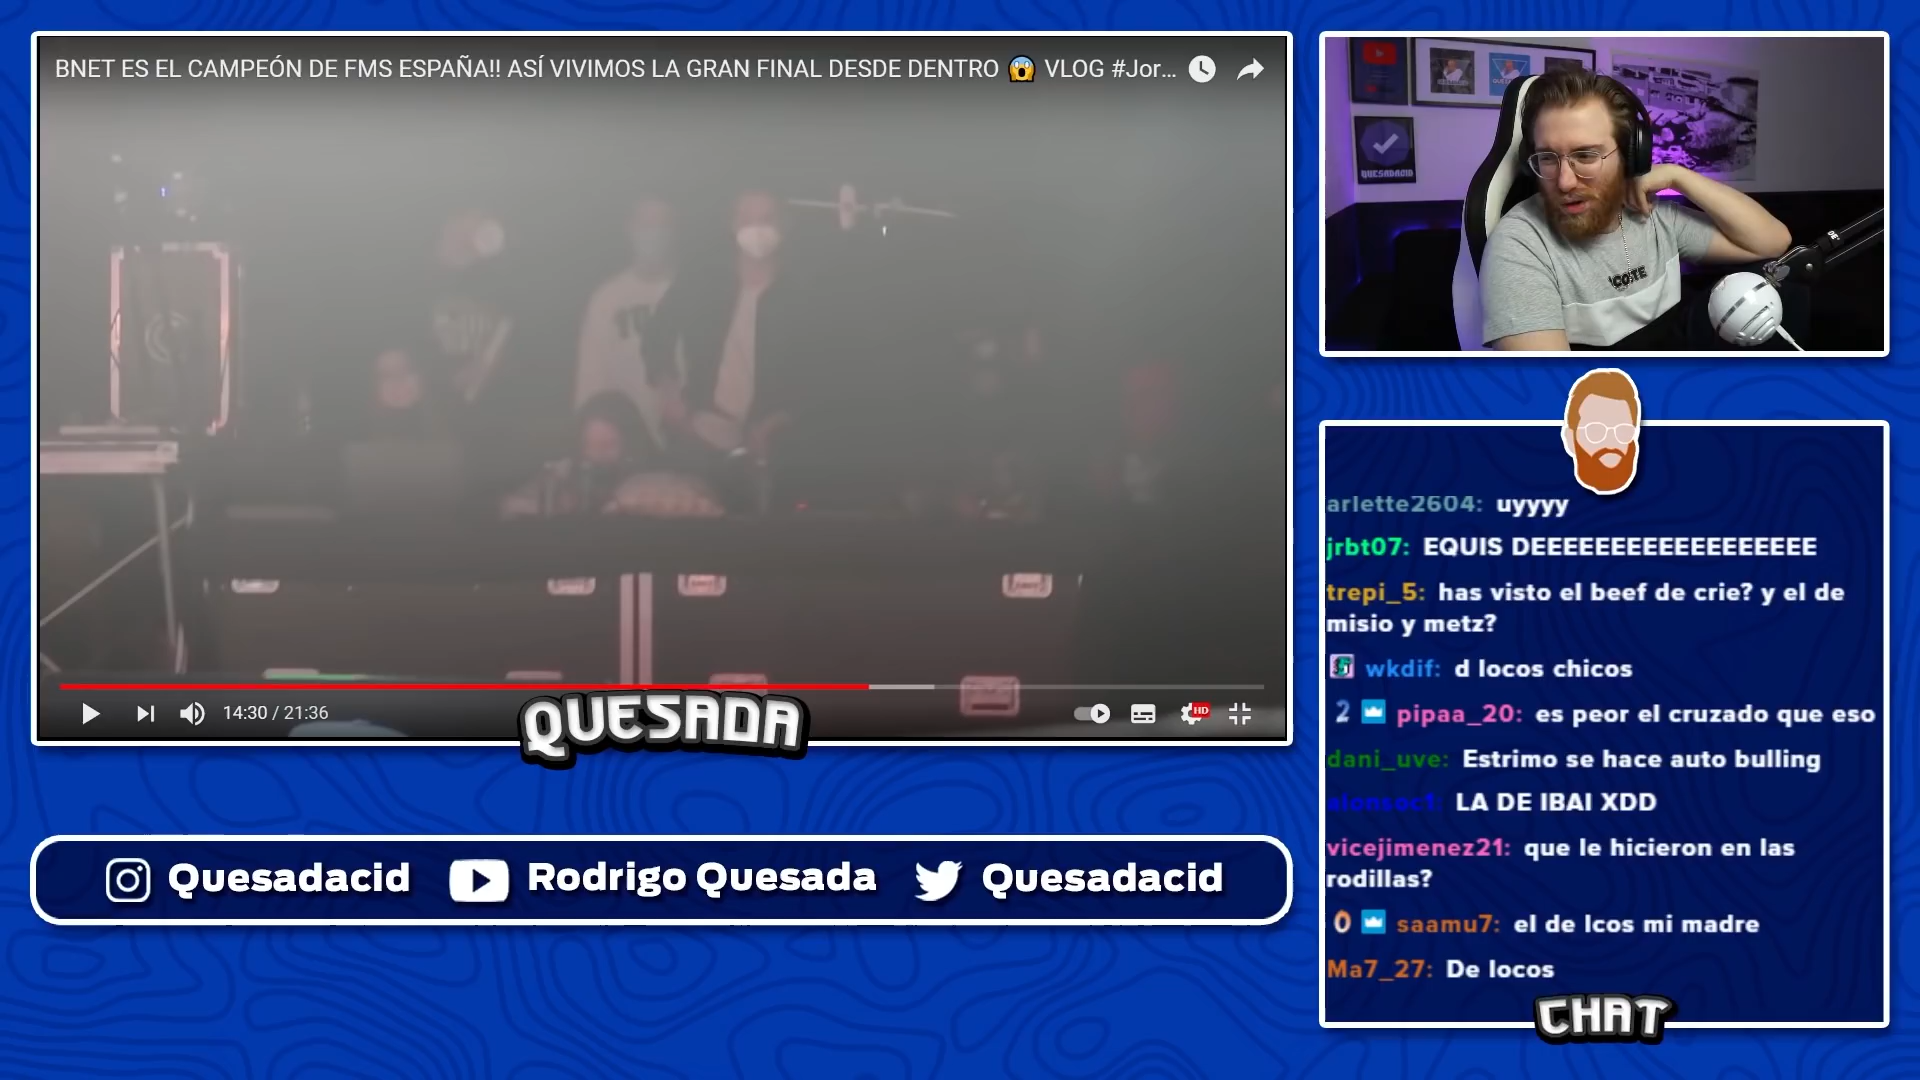 BNET ES EL CAMPEÓN DE FMS ESPAÑA!! ASÍ VIVIMOS LA GRAN FINAL DESDE DENTRO 😱 VLOG #Jor...
14:30 / 21:36
HD
QUESADA
Quesadacid
Rodrigo Quesada
Quesadacid
QUESADACID
arlette2604: uyyyy
jrbt07: EQUIS DEEEEEEEEEEEEEEEEEE
trepi_5: has visto el beef de crie? y el de
misio y metz?
wkdif: d locos chicos
2 pipaa_20: es peor el cruzado que eso
dani_uve: Estrimo se hace auto bulling
alonsoc1: LA DE IBAI XDD
vicejimenez21: que le hicieron en las
rodillas?
0 saamu7: el de lcos mi madre
Ma7_27: De locos
CHAT